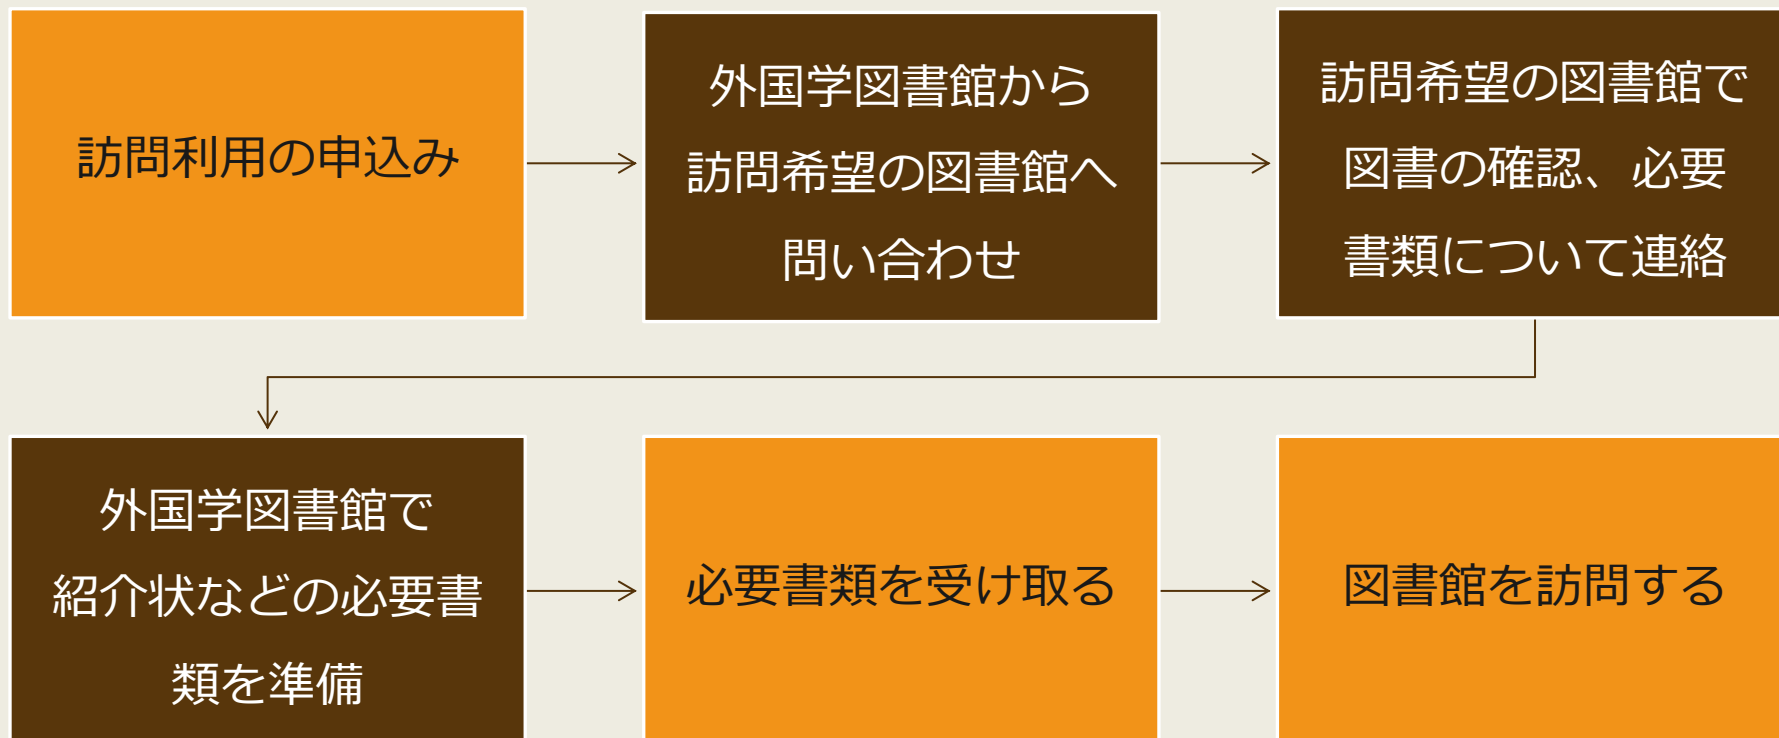 訪問利用の申込み
外国学図書館から
訪問希望の図書館へ
問い合わせ
訪問希望の図書館で
図書の確認、必要
書類について連絡
外国学図書館で
紹介状などの必要書
類を準備
必要書類を受け取る
図書館を訪問する